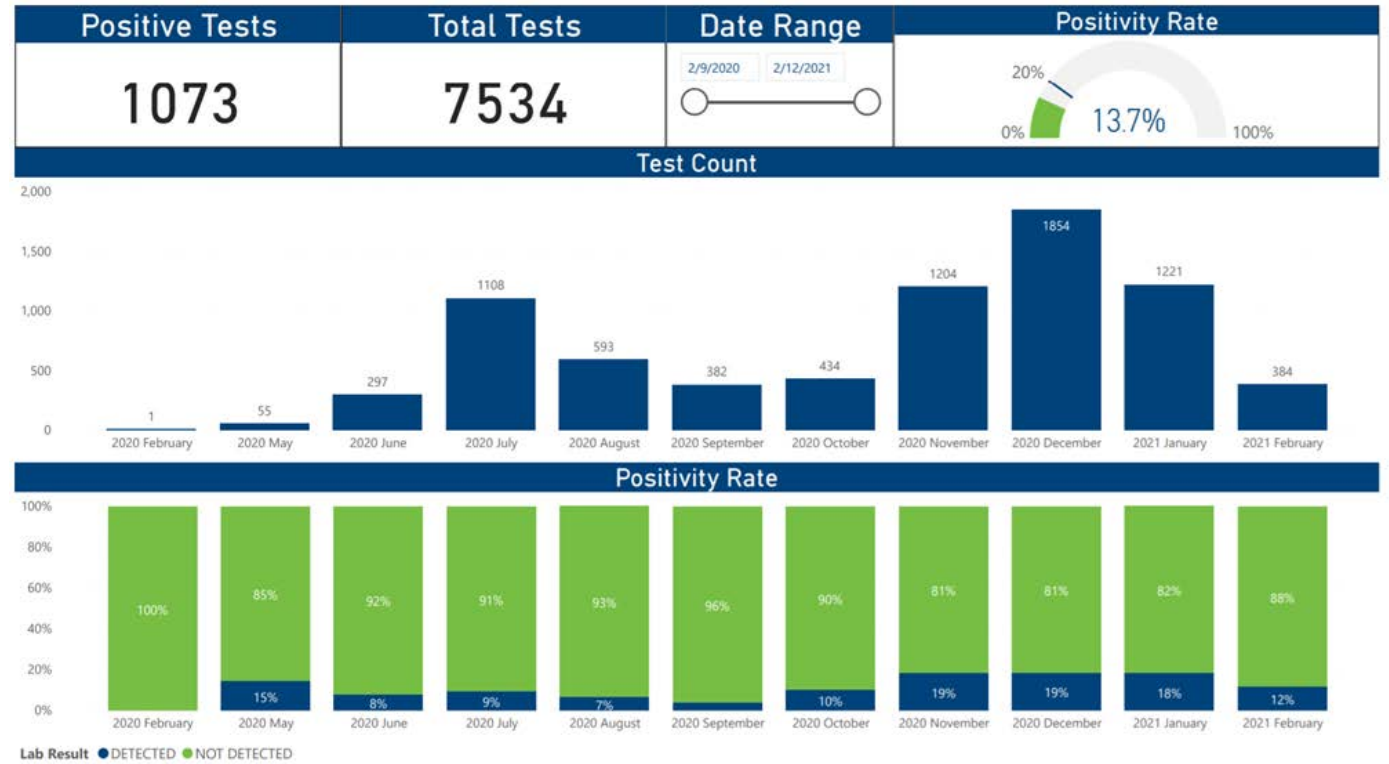 Positive Tests Total Tests Date Range Positivity Rate
2/9/2020 2/12/2021
1073 7534
20%
0% 13.7% 100%
Test Count
2,000
1,500
1,000
500
0
1 55 297 1108 593 382 434 1204 1854 1221 384
2020 February 2020 May 2020 June 2020 July 2020 August 2020 September 2020 October 2020 November 2020 December 2021 January 2021 February
Positivity Rate
100%
80%
60%
40%
20%
0%
100% 85% 92% 91% 93% 96% 90% 81% 81% 82% 88%
15% 8% 9% 7% 10% 19% 19% 18% 12%
2020 February 2020 May 2020 June 2020 July 2020 August 2020 September 2020 October 2020 November 2020 December 2021 January 2021 February
Lab Result DETECTED NOT DETECTED